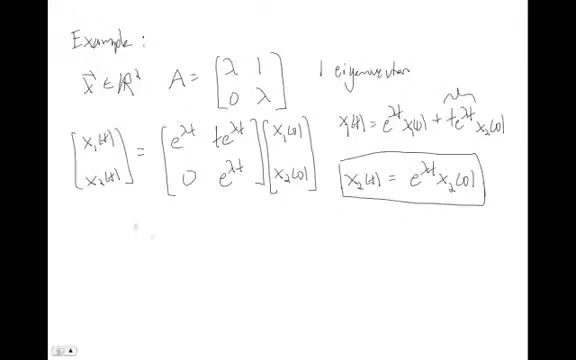 Example:
x⃗ ∈ ℝ² A = [λ 1; 0 λ] 1 eigenvector
[x₁(t); x₂(t)] = [e^λt te^λt; 0 e^λt] [x₁(0); x₂(0)]
x₁(t) = e^λt x₁(0) + te^λt x₂(0)
x₂(t) = e^λt x₂(0)